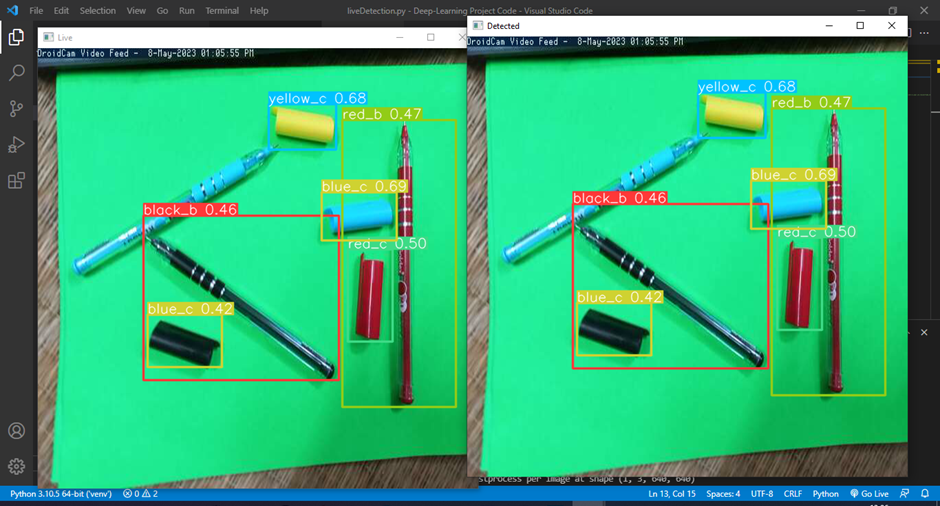 File Edit Selection View Go Run Terminal Help
liveDetection.py - Deep-Learning Project Code - Visual Studio Code
Live
DroidCam Video Feed - 8-May-2023 01:05:55 PM
yellow_c 0.68
red_b 0.47
blue_c 0.69
black_b 0.46
red_c 0.50
blue_c 0.42
Detected
DroidCam Video Feed - 8-May-2023 01:05:55 PM
yellow_c 0.68
red_b 0.47
blue_c 0.69
black_b 0.46
red_c 0.50
blue_c 0.42
per image at shape (1, 3, 640, 640)
Python 3.10.5 64-bit ('venv') 0 2 Ln 13, Col 15 Spaces: 4 UTF-8 CRLF Python Go Live